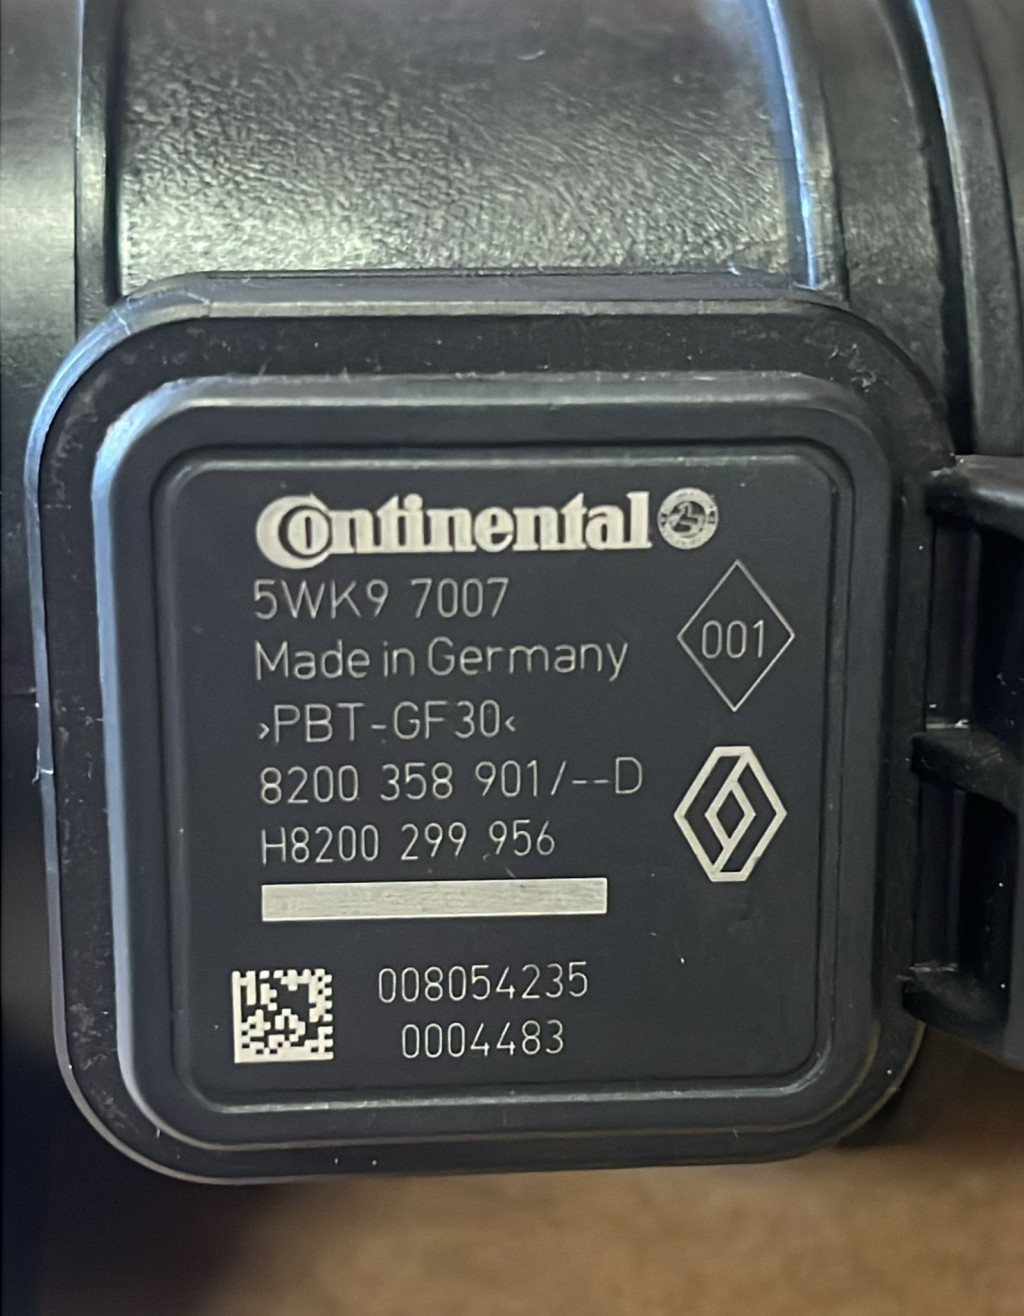 Continental
5WK9 7007
Made in Germany
001
›PBT-GF30‹
8200 358 901/--D
H8200 299 956
008054235
0004483